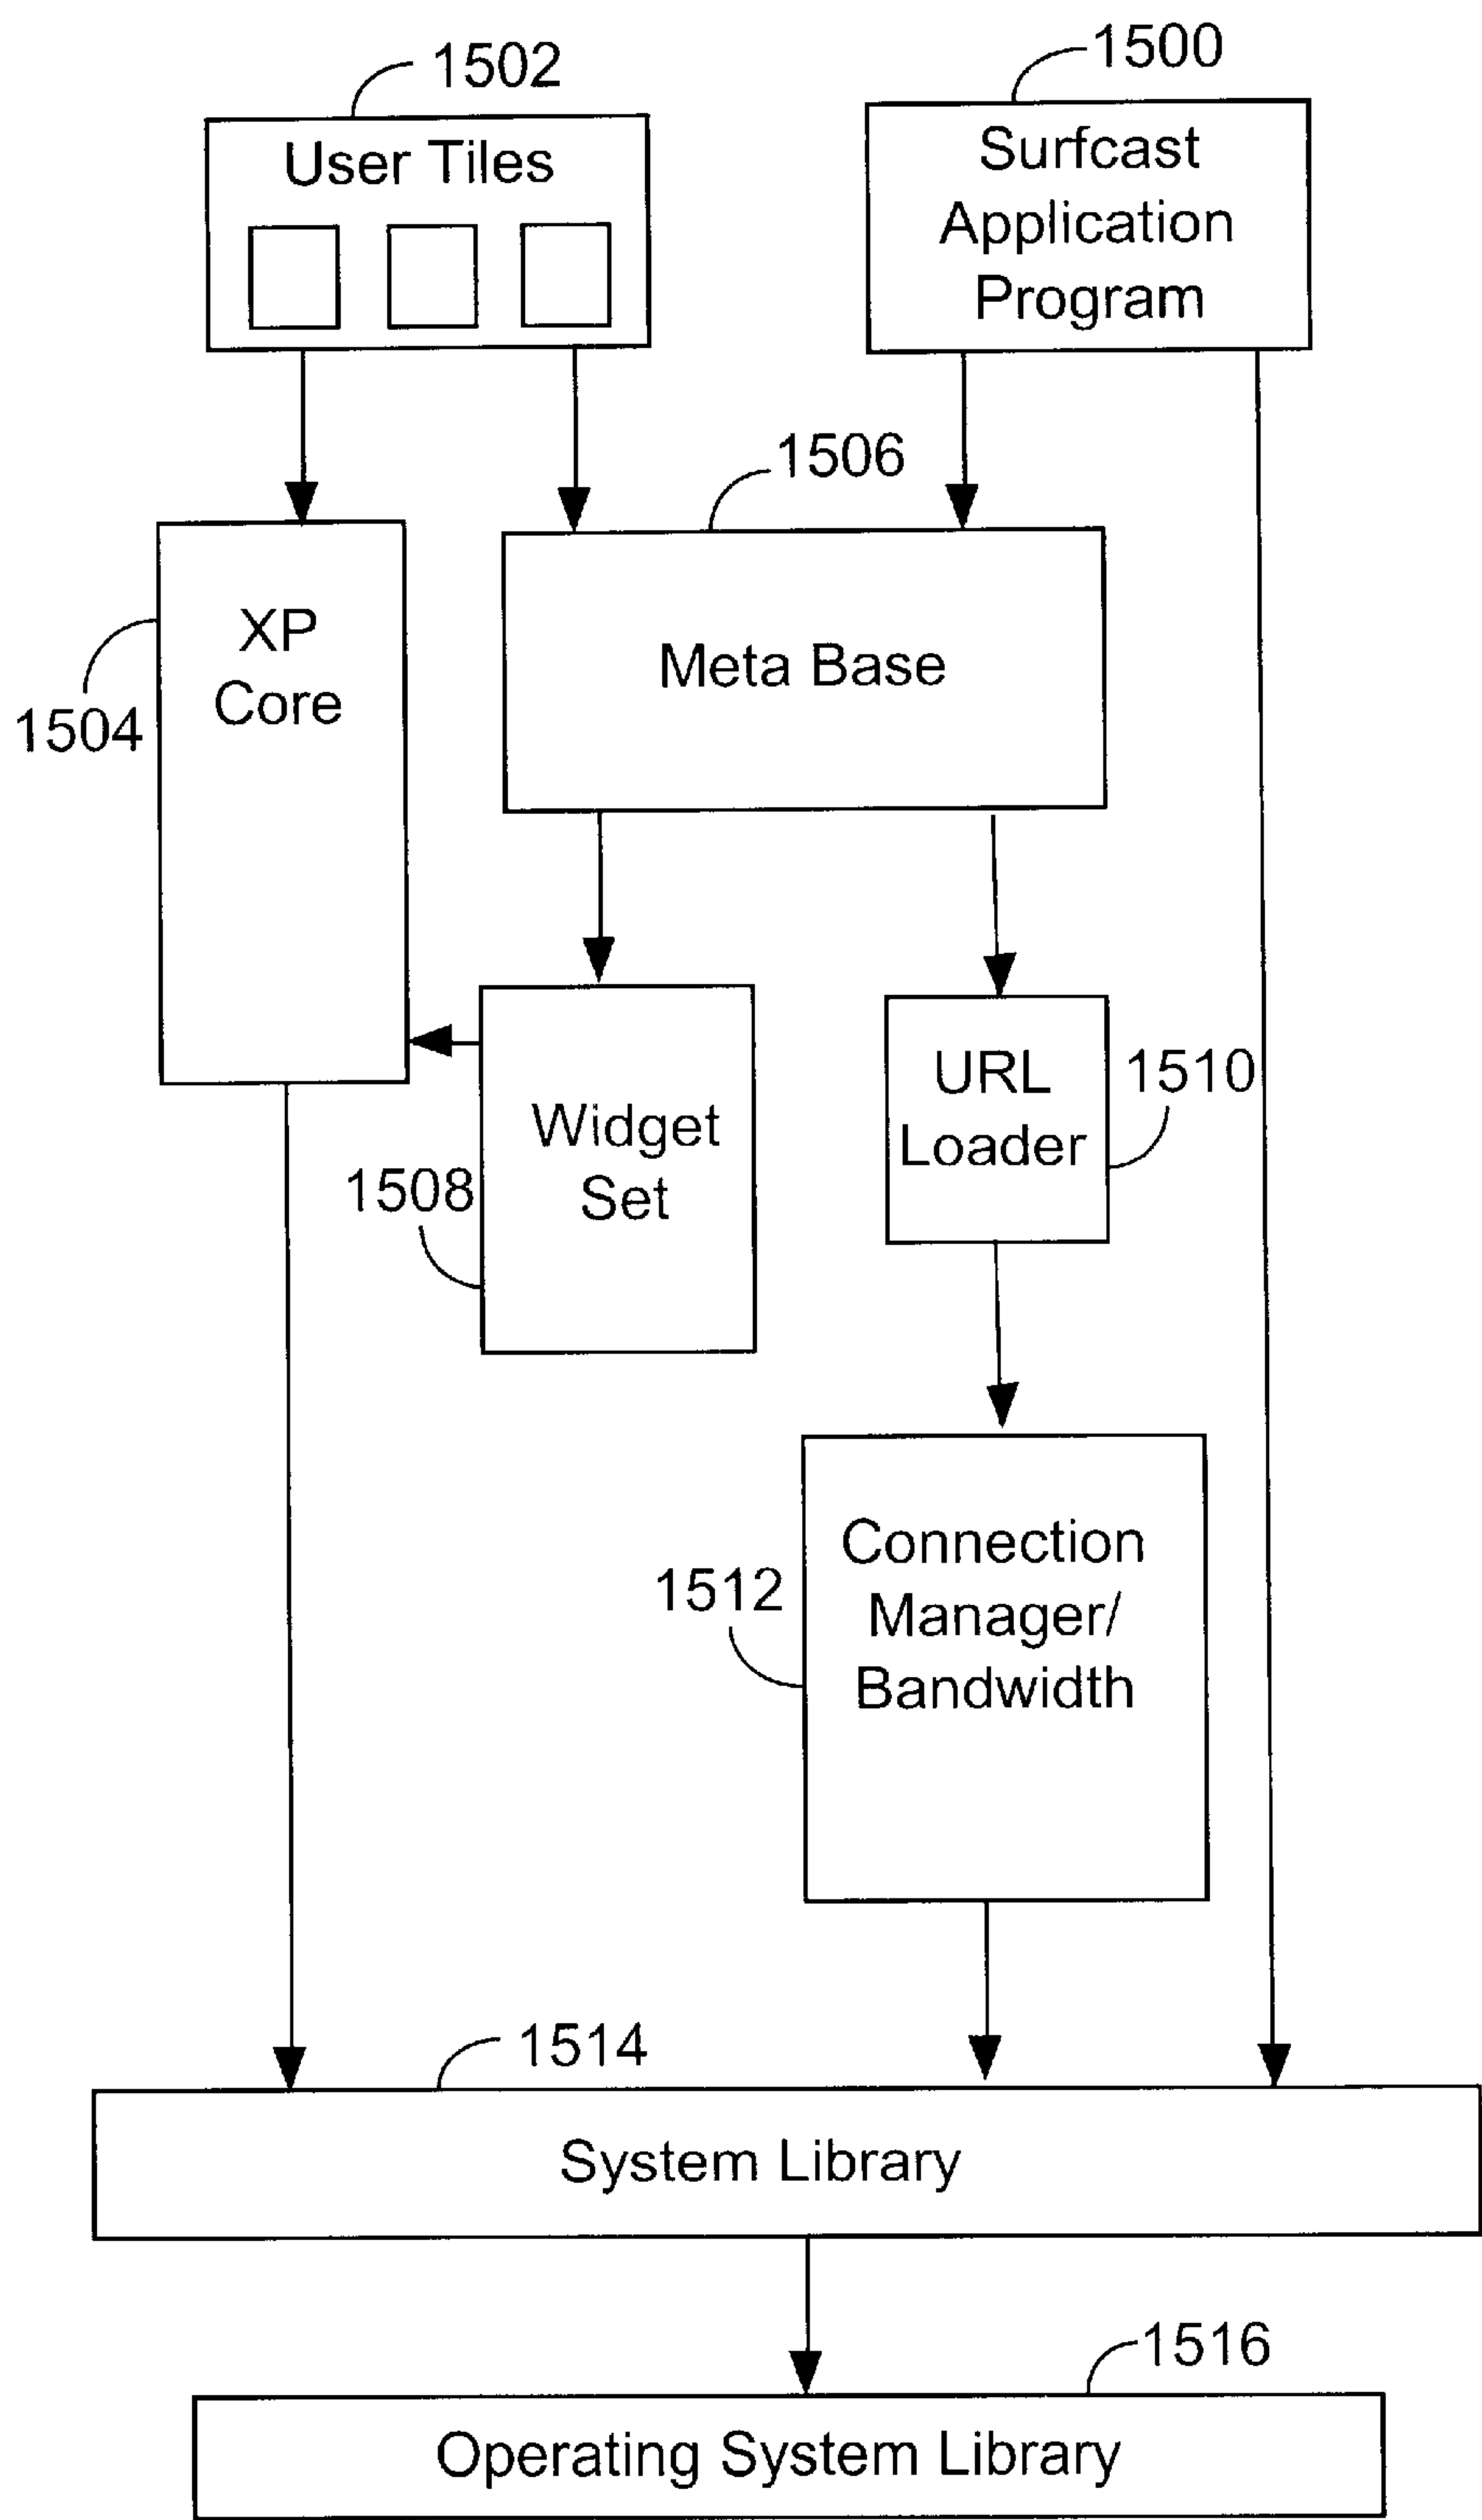 1502
1500
User Tiles
Surfcast
Application
Program
1506
XP
Core
1504
Meta Base
URL
Loader
1510
Widget
Set
1508
Connection
Manager/
Bandwidth
1512
1514
System Library
1516
Operating System Library